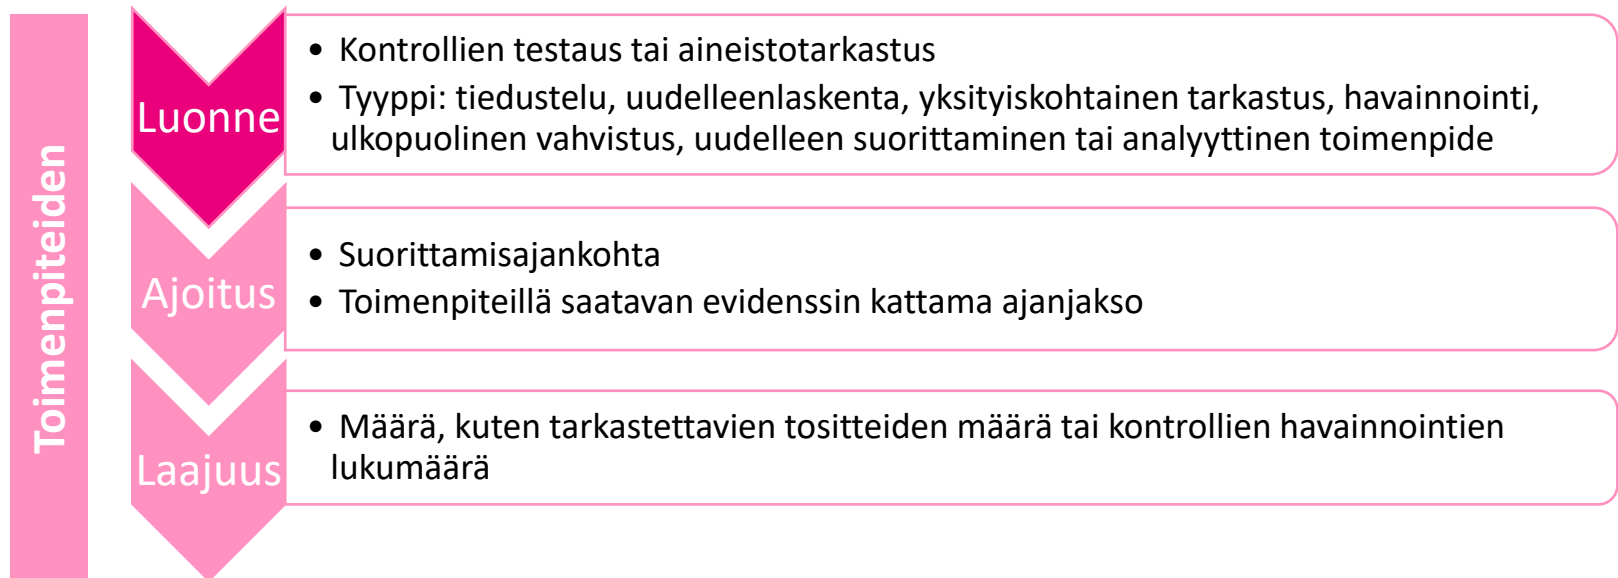 Toimenpiteiden
Luonne
• Kontrollien testaus tai aineistotarkastus
• Tyyppi: tiedustelu, uudelleenlaskenta, yksityiskohtainen tarkastus, havainnointi,
ulkopuolinen vahvistus, uudelleen suorittaminen tai analyyttinen toimenpide
Ajoitus
• Suorittamisajankohta
• Toimenpiteillä saatavan evidenssin kattama ajanjakso
Laajuus
• Määrä, kuten tarkastettavien tositteiden määrä tai kontrollien havainnointien
lukumäärä